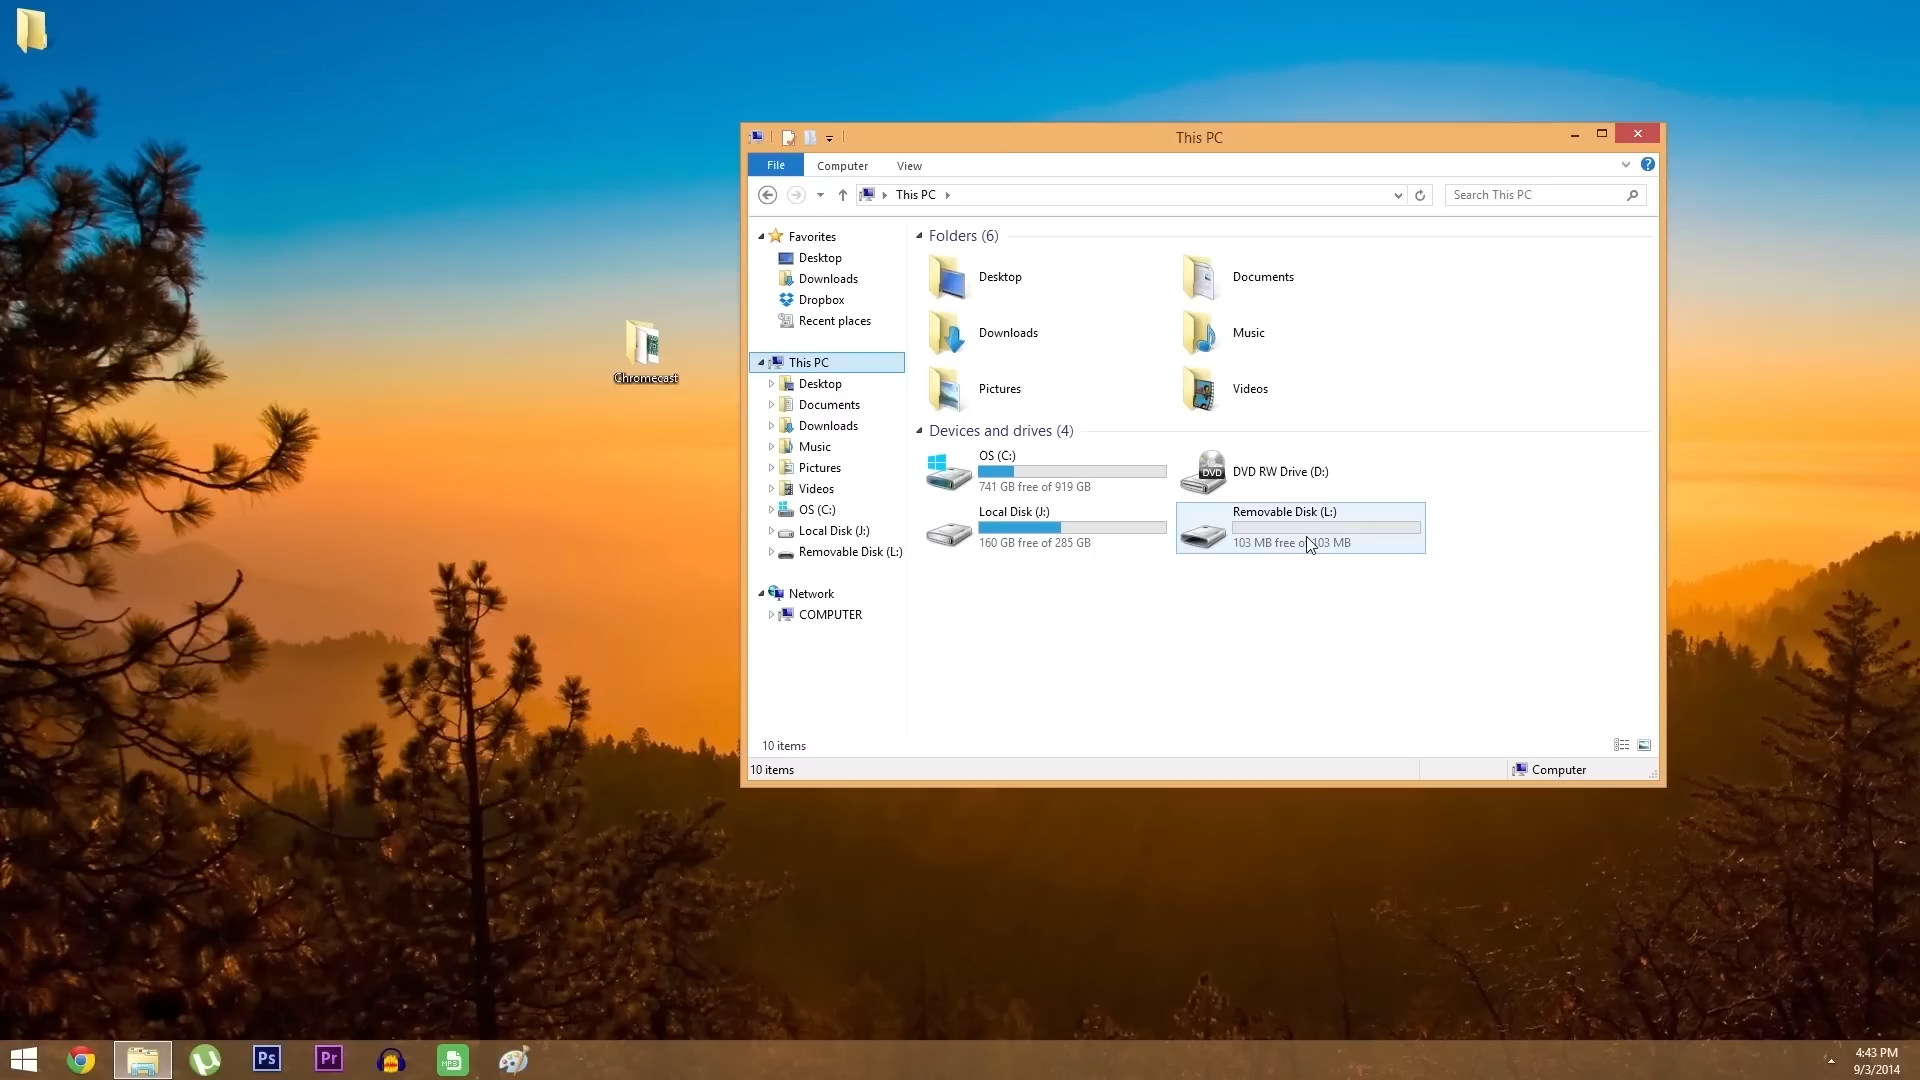 This PC
File
Computer
View
This PC
Search This PC
Favorites
Desktop
Downloads
Dropbox
Recent places
This PC
Desktop
Documents
Downloads
Music
Pictures
Videos
OS (C:)
Local Disk (J:)
Removable Disk (L:)
Network
COMPUTER
Folders (6)
Desktop
Documents
Downloads
Music
Pictures
Videos
Devices and drives (4)
OS (C:)
741 GB free of 919 GB
DVD
DVD RW Drive (D:)
Local Disk (J:)
160 GB free of 285 GB
Removable Disk (L:)
103 MB free of 103 MB
10 items
10 items
Computer
Chromecast
Ps
Pr
MP3
4:43 PM
9/3/2014